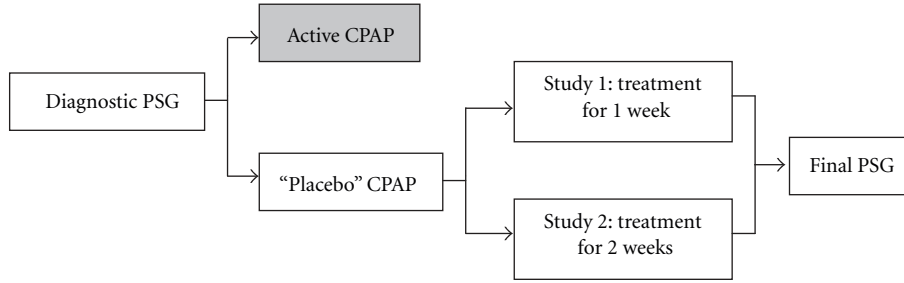 Active CPAP
Diagnostic PSG
“Placebo” CPAP
Study 1: treatment
for 1 week
Study 2: treatment
for 2 weeks
Final PSG